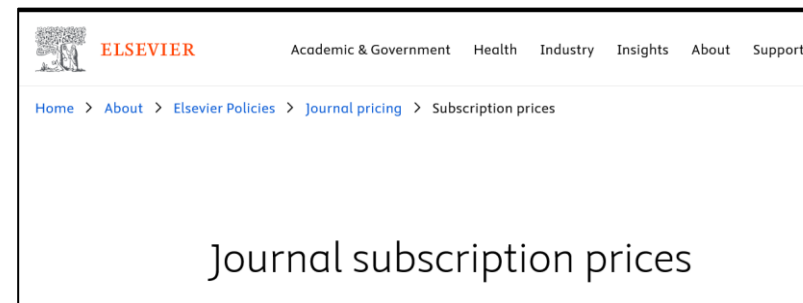 ELSEVIER Academic & Government Health Industry Insights About Support
Home > About > Elsevier Policies > Journal pricing > Subscription prices
Journal subscription prices